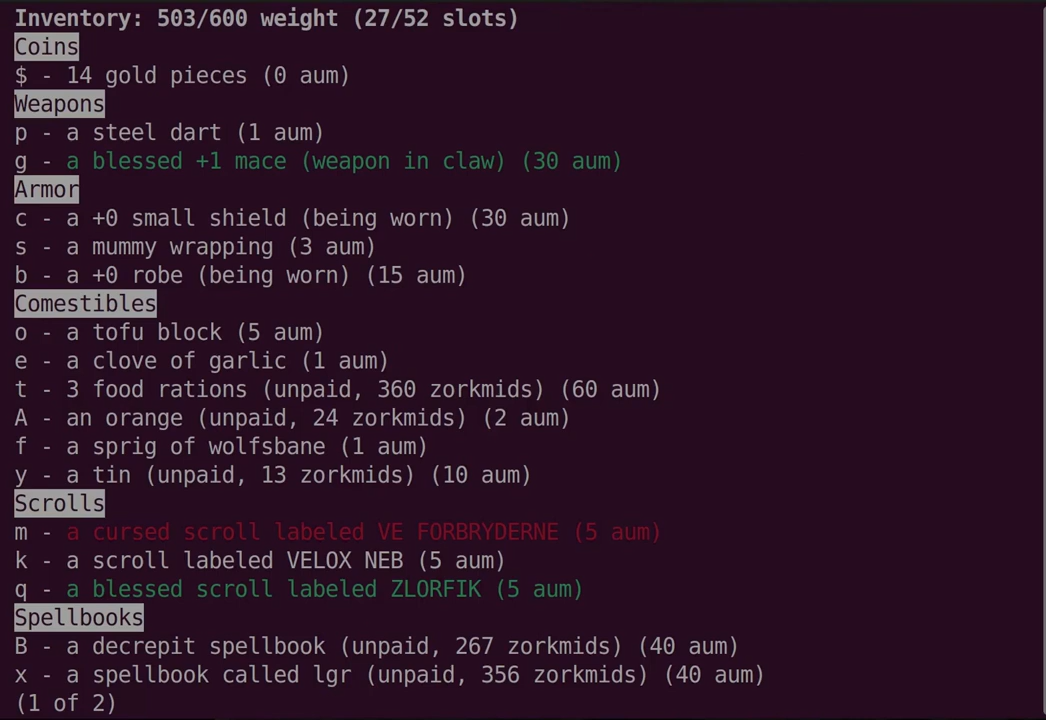 Inventory: 503/600 weight (27/52 slots)
Coins
$ - 14 gold pieces (0 aum)
Weapons
p - a steel dart (1 aum)
g - a blessed +1 mace (weapon in claw) (30 aum)
Armor
c - a +0 small shield (being worn) (30 aum)
s - a mummy wrapping (3 aum)
b - a +0 robe (being worn) (15 aum)
Comestibles
o - a tofu block (5 aum)
e - a clove of garlic (1 aum)
t - 3 food rations (unpaid, 360 zorkmids) (60 aum)
A - an orange (unpaid, 24 zorkmids) (2 aum)
f - a sprig of wolfsbane (1 aum)
y - a tin (unpaid, 13 zorkmids) (10 aum)
Scrolls
m - a cursed scroll labeled VE FORBRYDERNE (5 aum)
k - a scroll labeled VELOX NEB (5 aum)
q - a blessed scroll labeled ZLORFIK (5 aum)
Spellbooks
B - a decrepit spellbook (unpaid, 267 zorkmids) (40 aum)
x - a spellbook called lgr (unpaid, 356 zorkmids) (40 aum)
(1 of 2)